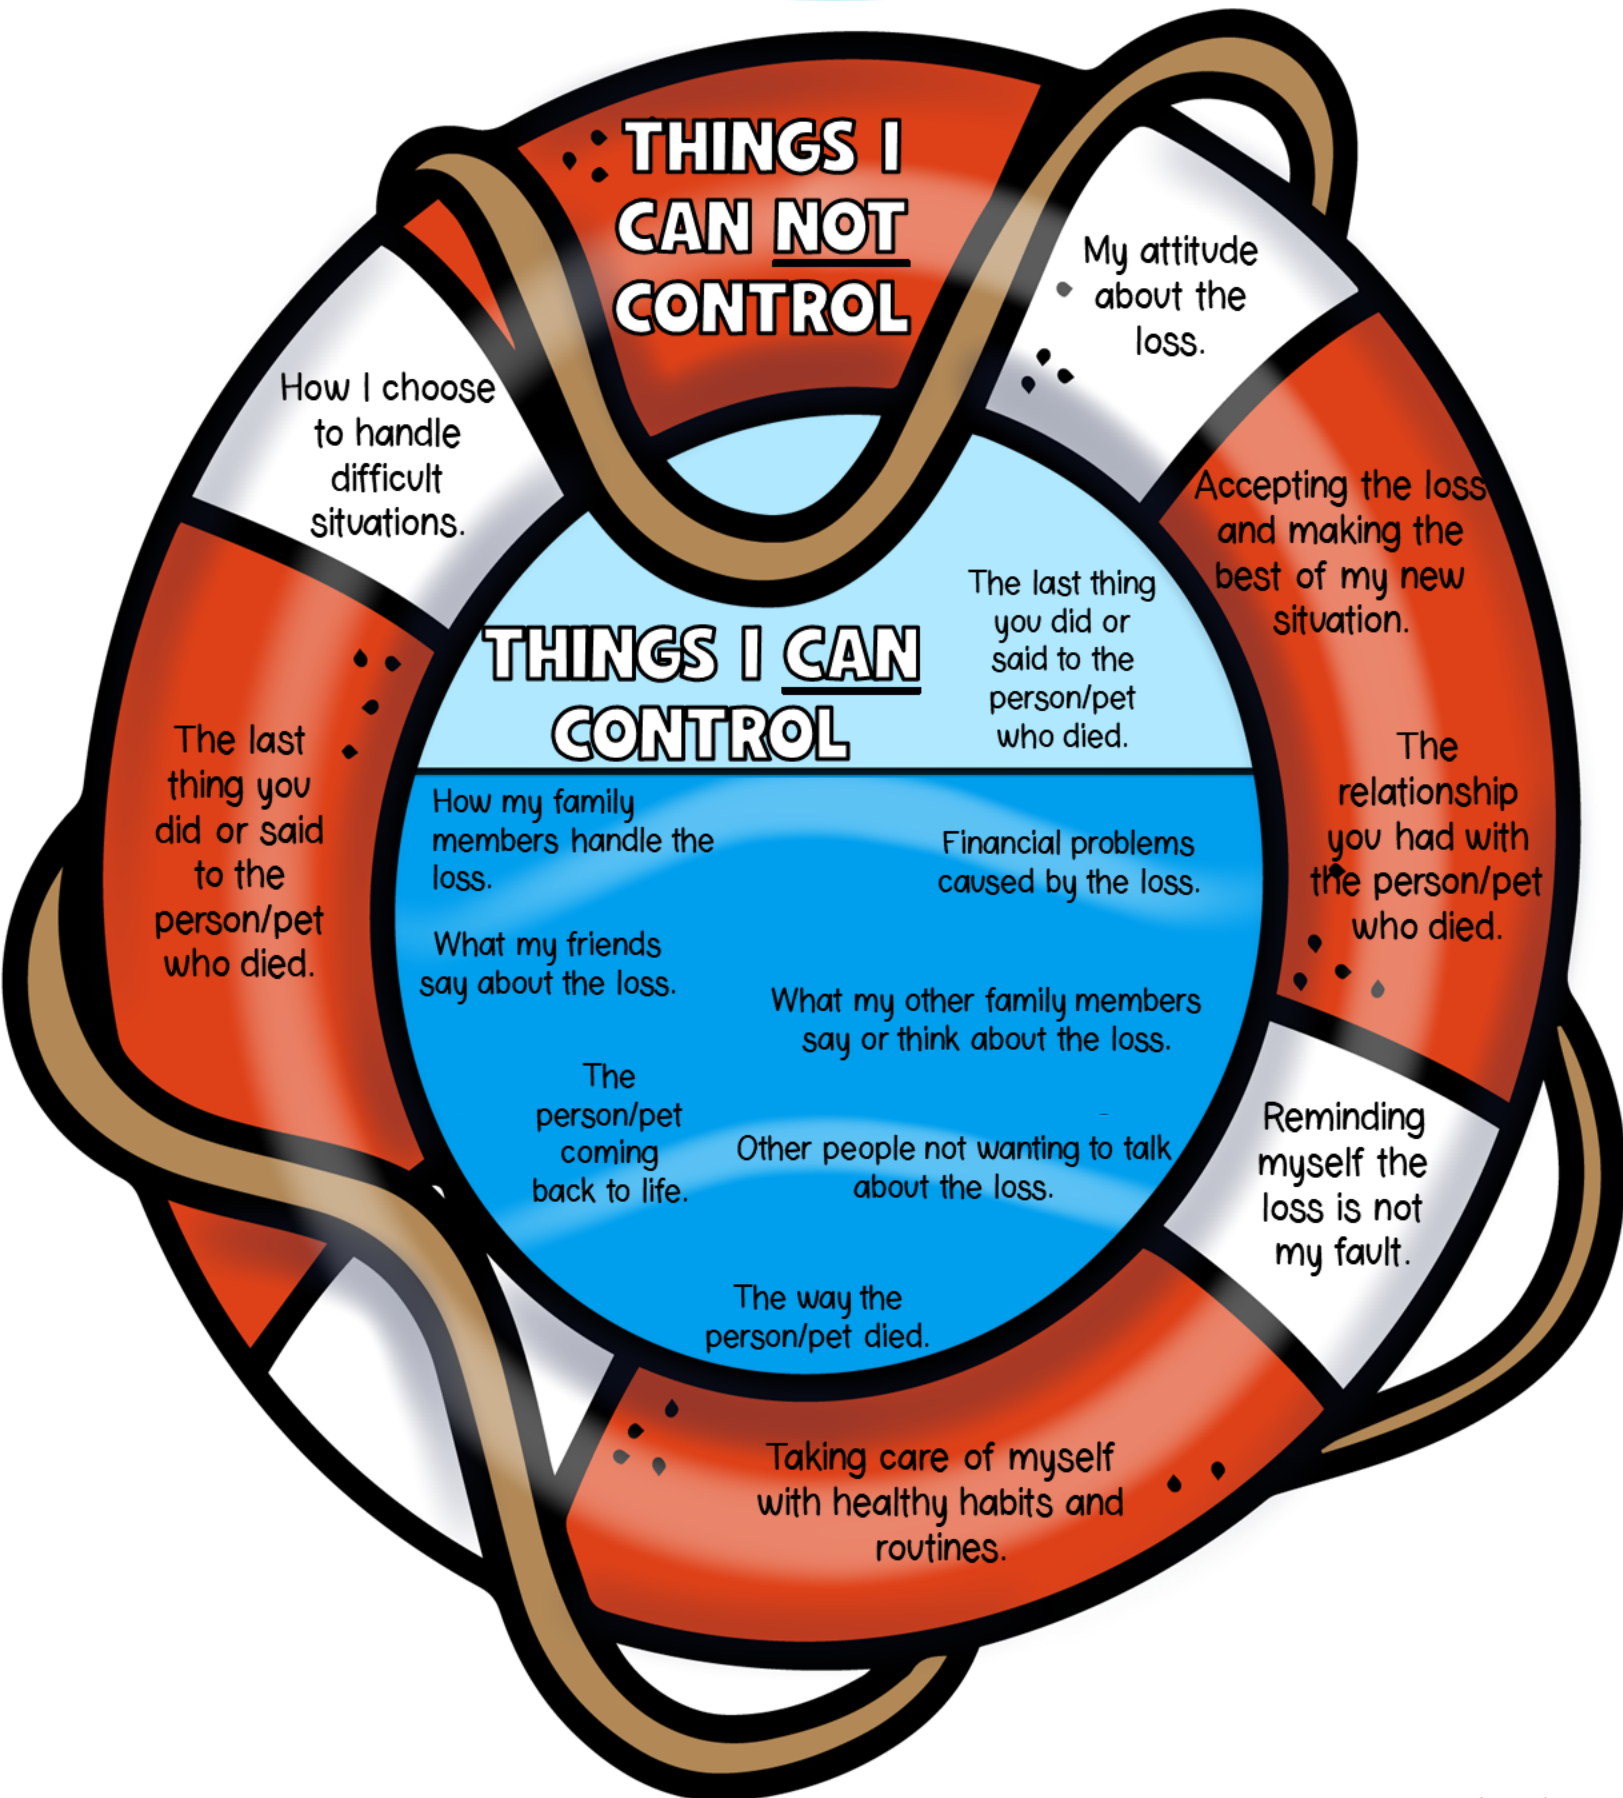 THINGS I
CAN NOT
CONTROL
My attitude
about the
loss.
How I choose
to handle
difficult
situations.
Accepting the loss
and making the
best of my new
situation.
The last thing
you did or
said to the
person/pet
who died.
THINGS I CAN
CONTROL
The last
thing you
did or said
to the
person/pet
who died.
The
relationship
you had with
the person/pet
who died.
How my family
members handle the
loss.
Financial problems
caused by the loss.
What my friends
say about the loss.
What my other family members
say or think about the loss.
The
person/pet
coming
back to life.
Other people not wanting to talk
about the loss.
Reminding
myself the
loss is not
my fault.
The way the
person/pet died.
Taking care of myself
with healthy habits and
routines.